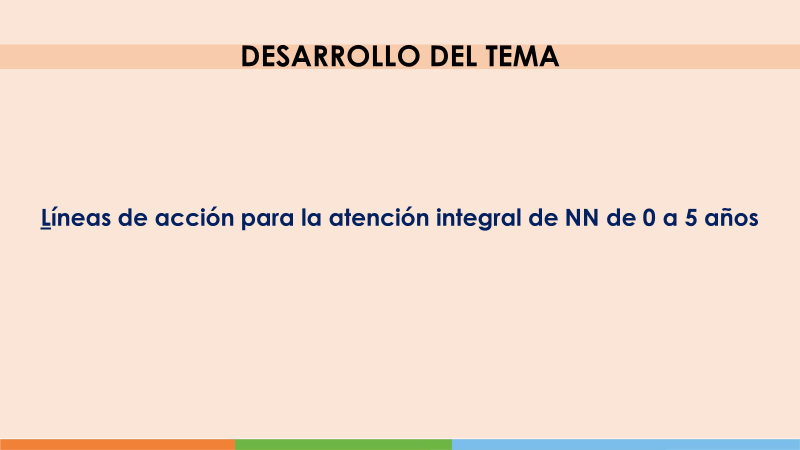 DESARROLLO DEL TEMA
Líneas de acción para la atención integral de NN de 0 a 5 años